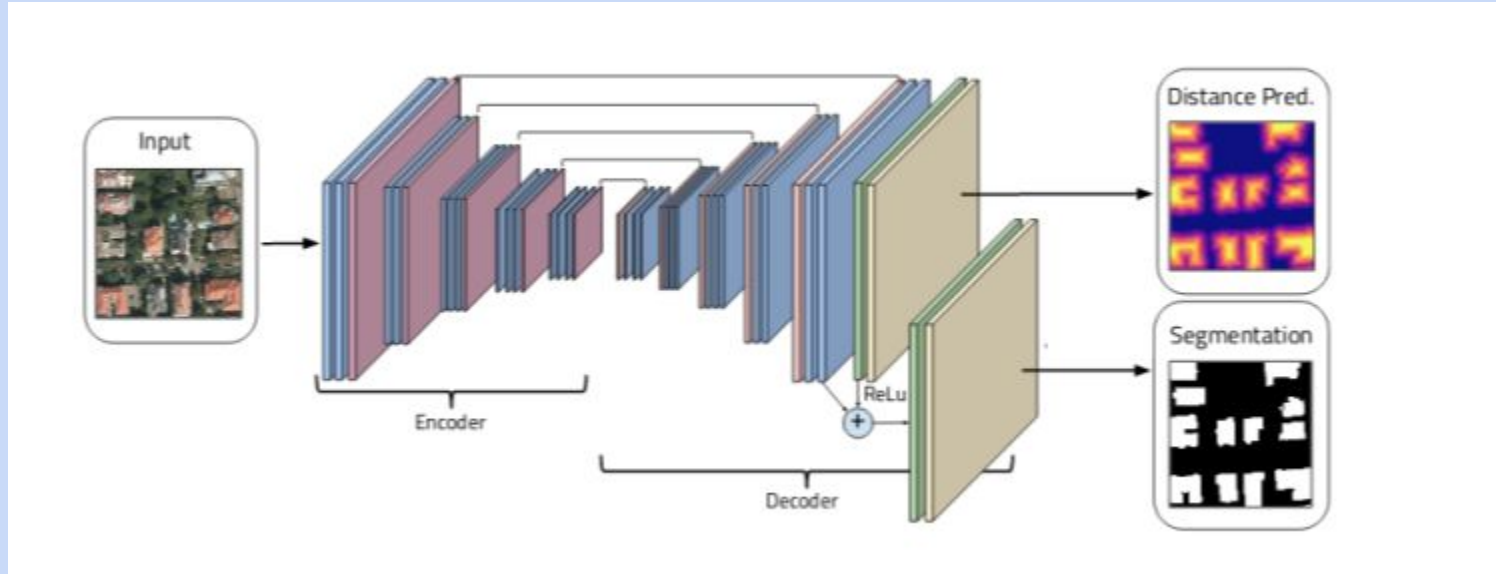 Input
Encoder
ReLu
+
Decoder
Distance Pred.
Segmentation